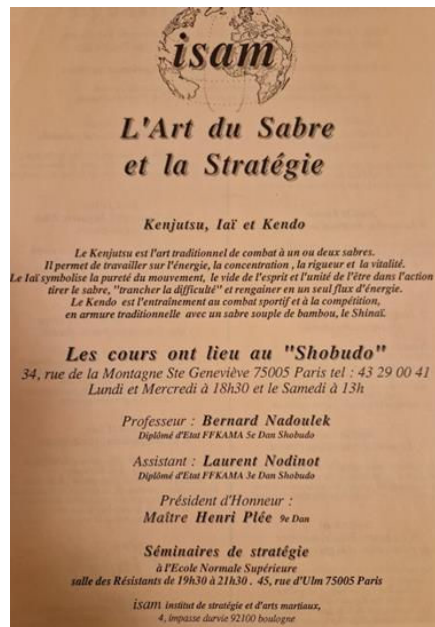 isam
L'Art du Sabre
et la Stratégie
Kenjutsu, Iaï et Kendo
Le Kenjutsu est l'art traditionnel de combat à un ou deux sabres.
Il permet de travailler sur l'énergie, la concentration , la rigueur et la vitalité.
Le Iaï symbolise la pureté du mouvement, le vide de l'esprit et l'unité de l'être dans l'action
tirer le sabre, "trancher la difficulté" et rengainer en un seul flux d'énergie.
Le Kendo est l'entraînement au combat sportif et à la compétition,
en armure traditionnelle avec un sabre souple de bambou, le Shinaï.
Les cours ont lieu au "Shobudo"
34, rue de la Montagne Ste Geneviève 75005 Paris tel : 43 29 00 41
Lundi et Mercredi à 18h30 et le Samedi à 13h
Professeur : Bernard Nadoulek
Diplômé d'Etat FFKAMA 5e Dan Shobudo
Assistant : Laurent Nodinot
Diplômé d'Etat FFKAMA 3e Dan Shobudo
Président d'Honneur :
Maître Henri Plée 9e Dan
Séminaires de stratégie
à l'Ecole Normale Supérieure
salle des Résistants de 19h30 à 21h30 . 45, rue d'Ulm 75005 Paris
isam institut de stratégie et d'arts martiaux,
4, impasse durvie 92100 boulogne